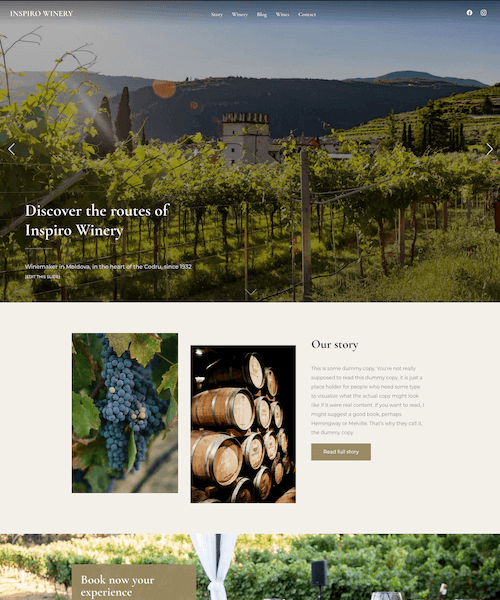 INSPIRO WINERY
Story Winery Blog Wines Contact
Discover the routes of
Inspiro Winery
Winemaker in Moldova, in the heart of the Codru, since 1932
[EDIT THIS SLIDE]
Our story
This is some dummy copy. You're not really
supposed to read this dummy copy, it is just a
place holder for people who need some type
to visualize what the actual copy might look
like if it were real content. If you want to read, I
might suggest a good book, perhaps
Hemingway or Melville. That's why they call it,
the dummy copy.
Read full story
Book now your
experience